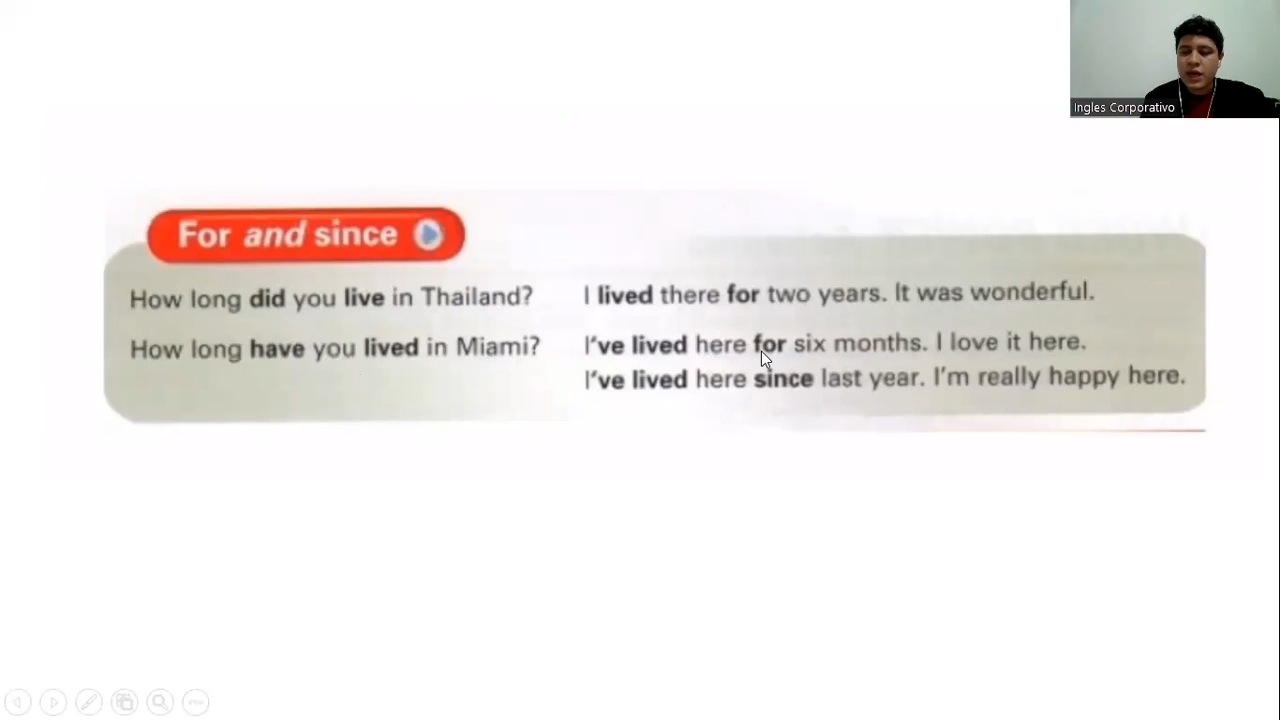 Ingles Corporativo
For and since
How long did you live in Thailand?
I lived there for two years. It was wonderful.
How long have you lived in Miami?
I've lived here for six months. I love it here.
I've lived here since last year. I'm really happy here.